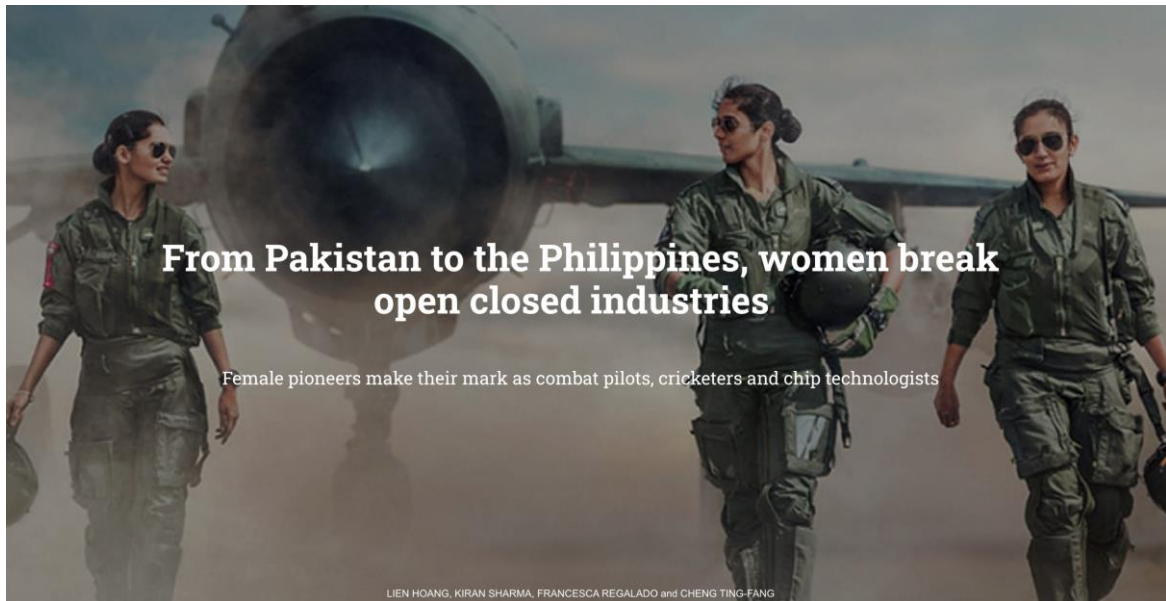 From Pakistan to the Philippines, women break
open closed industries
Female pioneers make their mark as combat pilots, cricketers and chip technologists
LIEN HOANG, KIRAN SHARMA, FRANCESCA REGALADO and CHENG TING-FANG